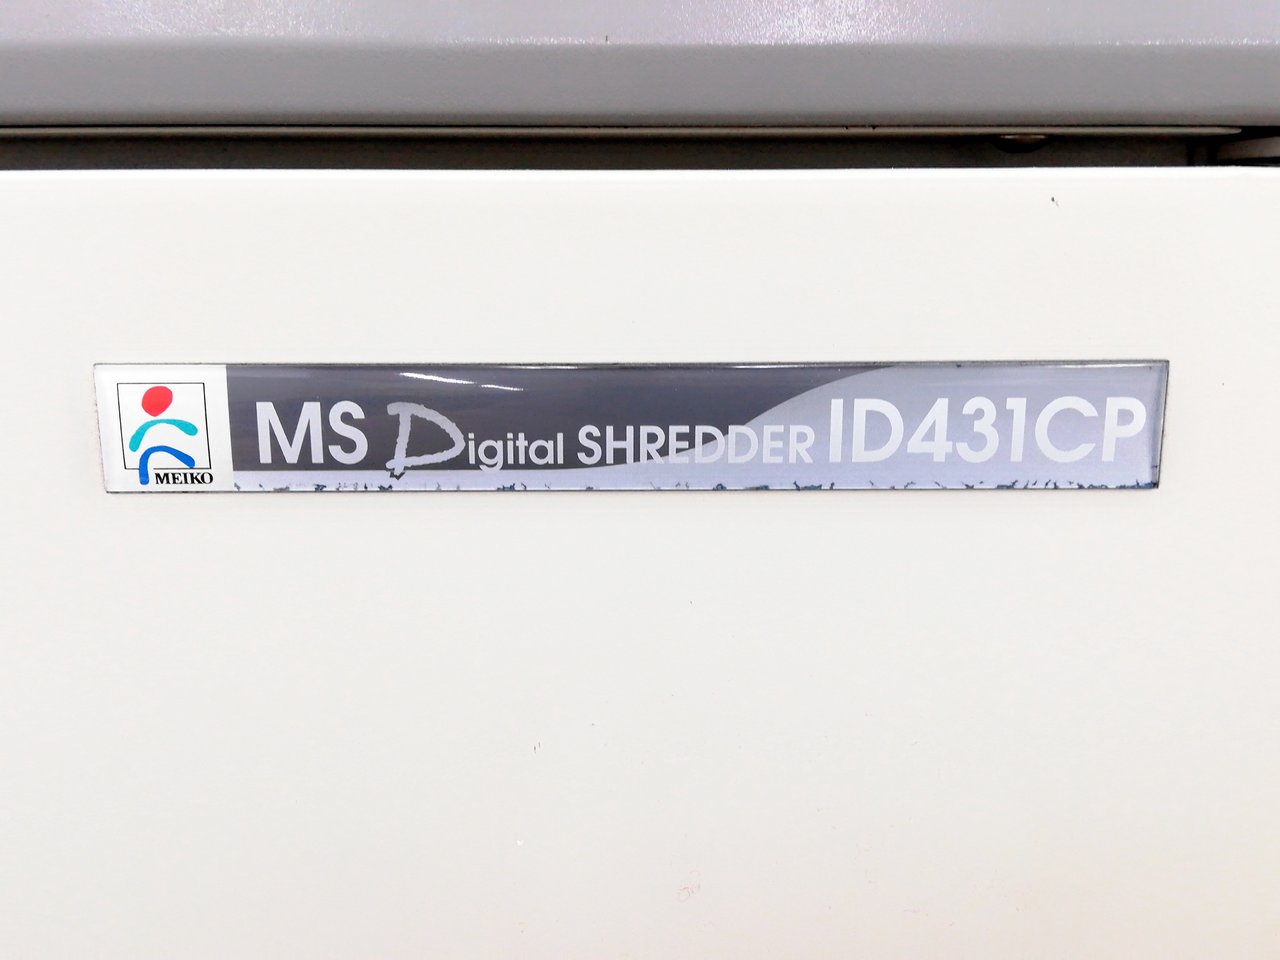 MEIKO
MS Digital SHREDDER ID431CP